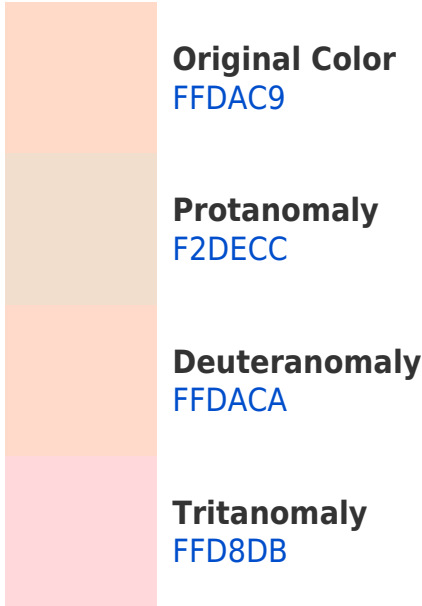 Original Color
FFDAC9
Protanomaly
F2DECC
Deuteranomaly
FFDACA
Tritanomaly
FFD8DB